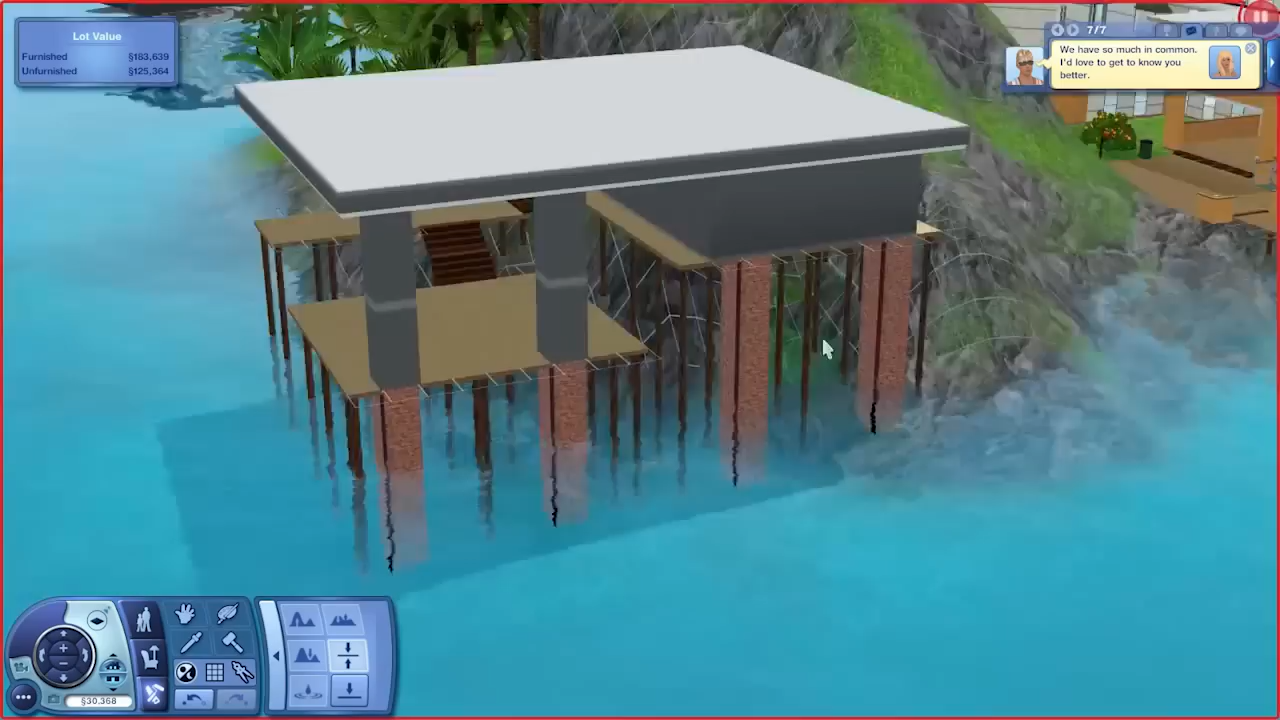 Lot Value
Furnished §183,639
Unfurnished §125,364
7/7
We have so much in common.
I'd love to get to know you
better.
§30,368